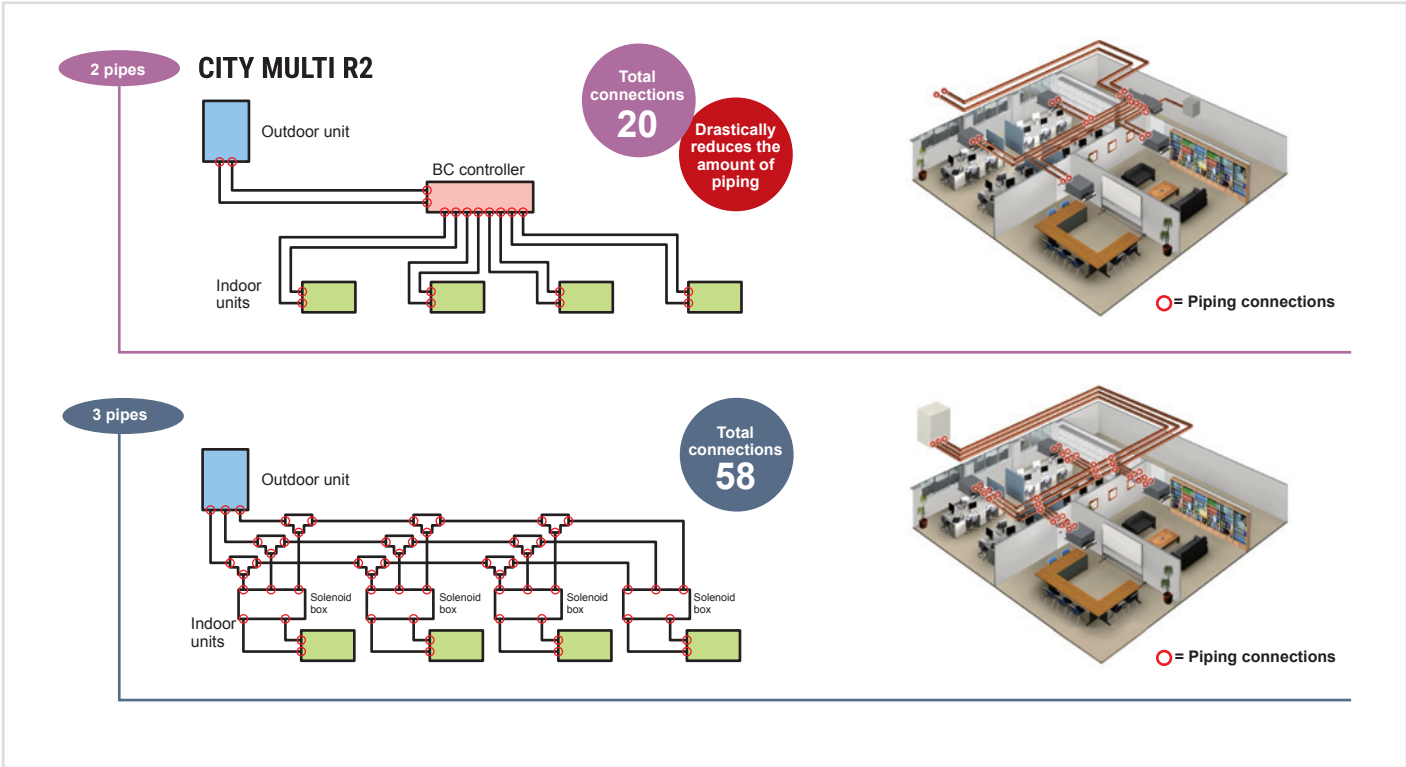 2 pipes
CITY MULTI R2
Total
connections
20
Drastically
reduces the
amount of
piping
Outdoor unit
BC controller
Indoor
units
= Piping connections
3 pipes
Total
connections
58
Outdoor unit
Solenoid
box
Solenoid
box
Solenoid
box
Solenoid
box
Indoor
units
= Piping connections